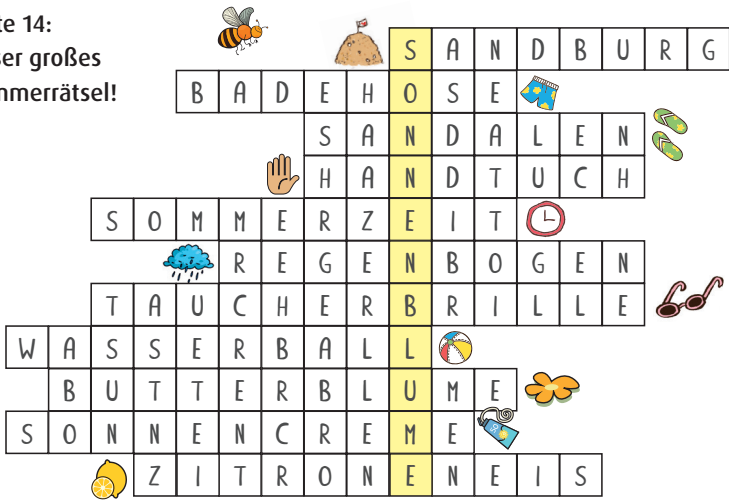 te 14:
ser großes
mmerrätsel!
SANDBURG
BADEHOSE
SANDALEN
HANDTUCH
SOMMERZEIT
REGENBOGEN
TAUCHERBRILLE
WASSERBALL
BUTTERBLUME
SONNENCREME
ZITRONENEIS